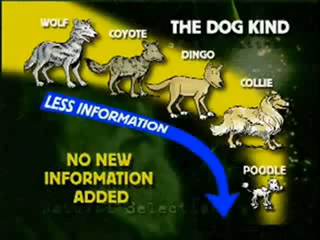 WOLF
COYOTE
THE DOG KIND
DINGO
COLLIE
LESS INFORMATION
POODLE
NO NEW
INFORMATION
ADDED